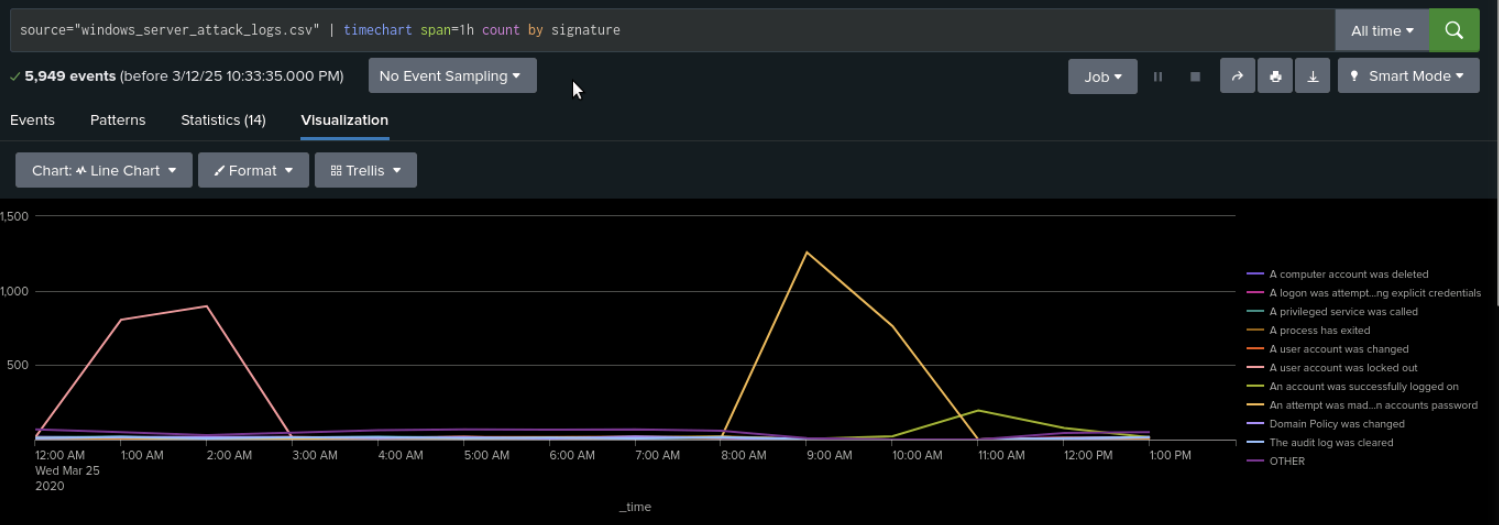 source="windows_server_attack_logs.csv" | timechart span=1h count by signature
All time
5,949 events (before 3/12/25 10:33:35.000 PM)
No Event Sampling
Job
Smart Mode
Events
Patterns
Statistics (14)
Visualization
Chart: Line Chart
Format
Trellis
1,500
1,000
500
12:00 AM
Wed Mar 25
2020
1:00 AM
2:00 AM
3:00 AM
4:00 AM
5:00 AM
6:00 AM
7:00 AM
8:00 AM
9:00 AM
10:00 AM
11:00 AM
12:00 PM
1:00 PM
_time
A computer account was deleted
A logon was attempt...ng explicit credentials
A privileged service was called
A process has exited
A user account was changed
A user account was locked out
An account was successfully logged on
An attempt was mad...n accounts password
Domain Policy was changed
The audit log was cleared
OTHER